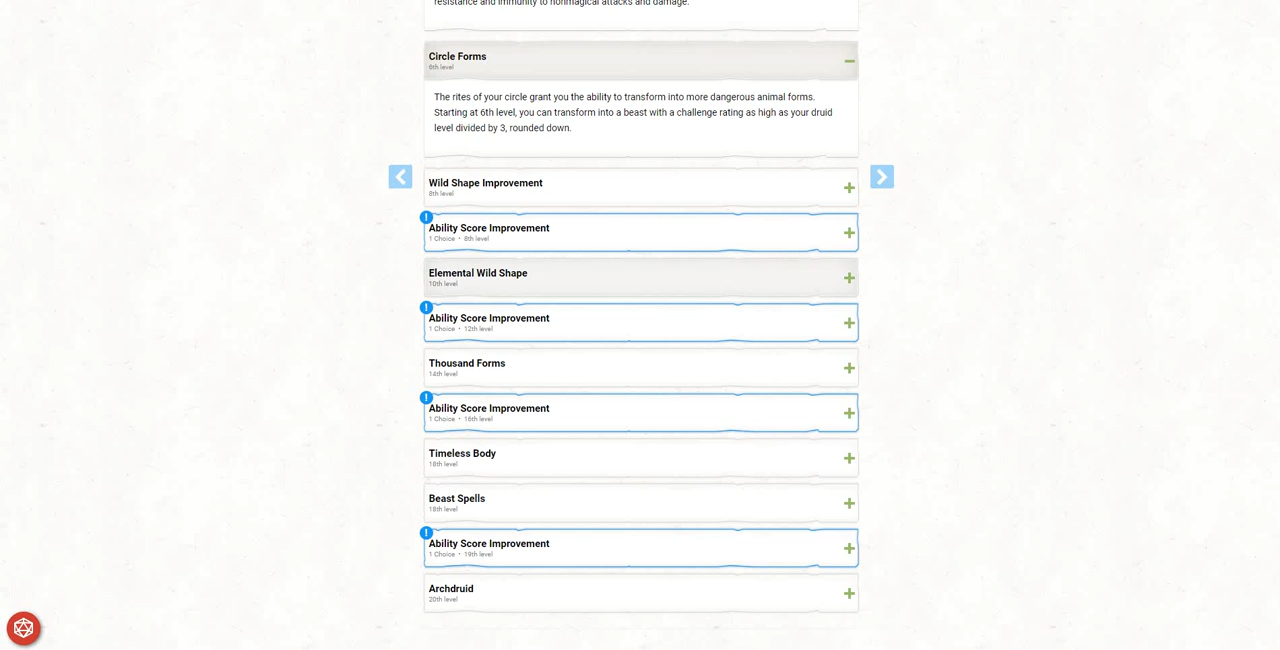 resistance and immunity to nonmagical attacks and damage.
Circle Forms
6th level
The rites of your circle grant you the ability to transform into more dangerous animal forms.
Starting at 6th level, you can transform into a beast with a challenge rating as high as your druid
level divided by 3, rounded down.
Wild Shape Improvement
8th level
!
Ability Score Improvement
1 Choice • 8th level
Elemental Wild Shape
10th level
!
Ability Score Improvement
1 Choice • 12th level
Thousand Forms
14th level
!
Ability Score Improvement
1 Choice • 16th level
Timeless Body
18th level
Beast Spells
18th level
!
Ability Score Improvement
1 Choice • 19th level
Archdruid
20th level